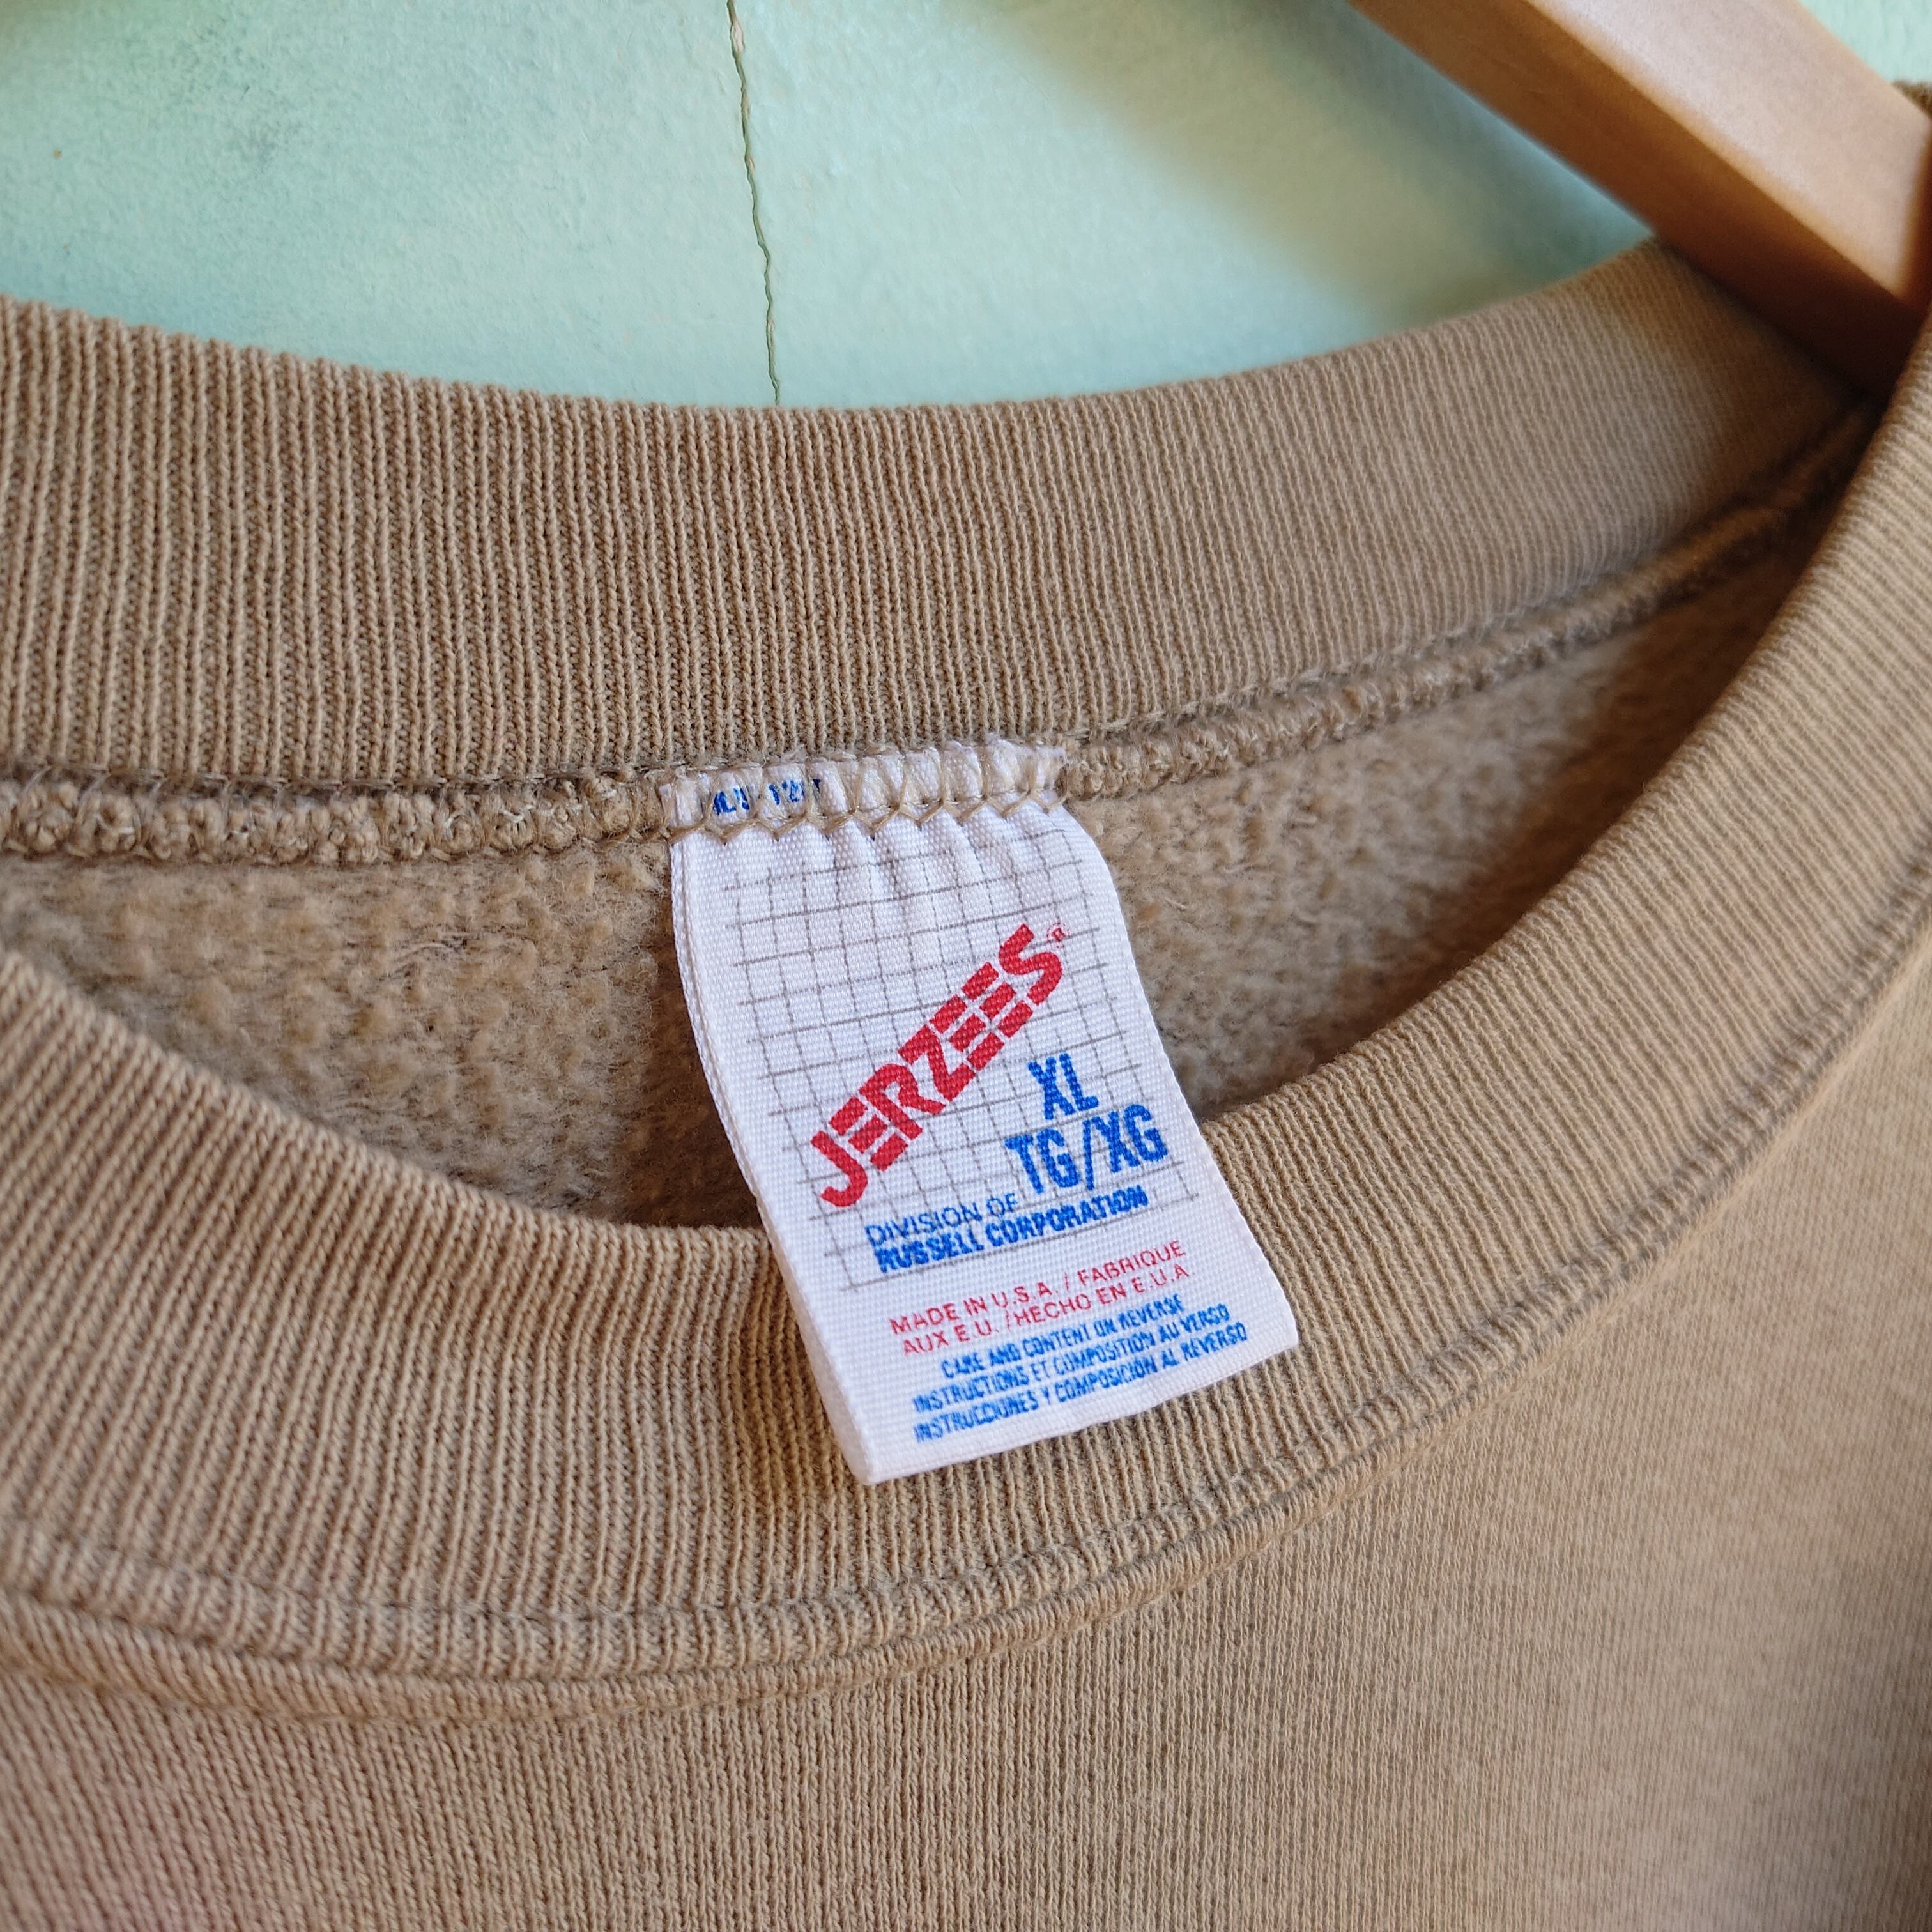 JERZEES®
XL
TG/XG
DIVISION OF
RUSSELL CORPORATION
MADE IN U.S.A. / FABRIQUE
AUX E.U. /HECHO EN E.U.A
CARE AND CONTENT ON REVERSE
INSTRUCTIONS ET COMPOSITION AU VERSO
INSTRUCCIONES Y COMPOSICIÓN AL REVERSO